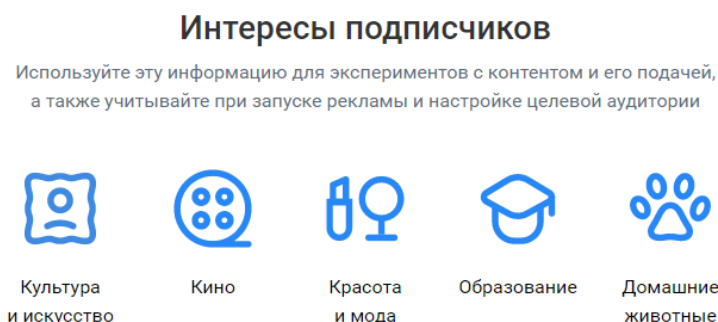 Интересы подписчиков
Используйте эту информацию для экспериментов с контентом и его подачей,
а также учитывайте при запуске рекламы и настройке целевой аудитории
Культура
и искусство
Кино
Красота
и мода
Образование
Домашние
животные